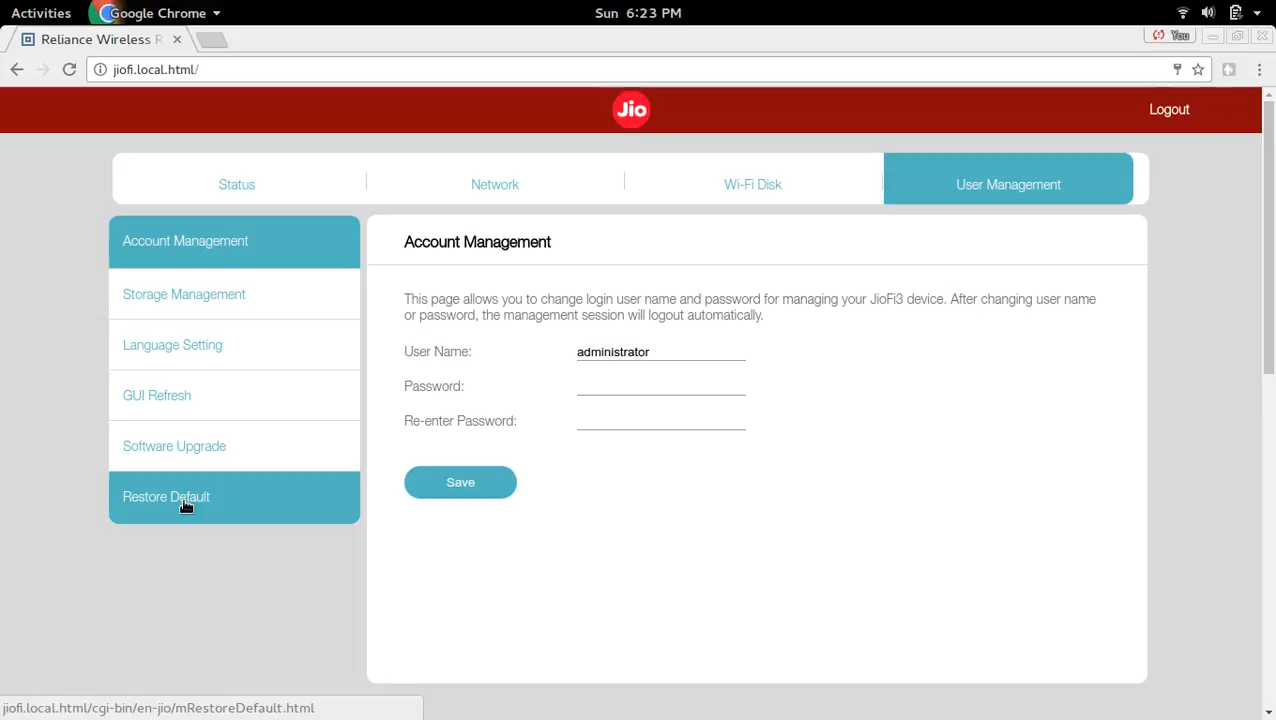 Activities Google Chrome Sun 6:23 PM
Reliance Wireless R You
jiofi.local.html/
Jio Logout
Status Network Wi-Fi Disk User Management
Account Management
Storage Management
Language Setting
GUI Refresh
Software Upgrade
Restore Default
Account Management
This page allows you to change login user name and password for managing your JioFi3 device. After changing user name
or password, the management session will logout automatically.
User Name: administrator
Password:
Re-enter Password:
Save
jiofi.local.html/cgi-bin/en-jio/mRestoreDefault.html